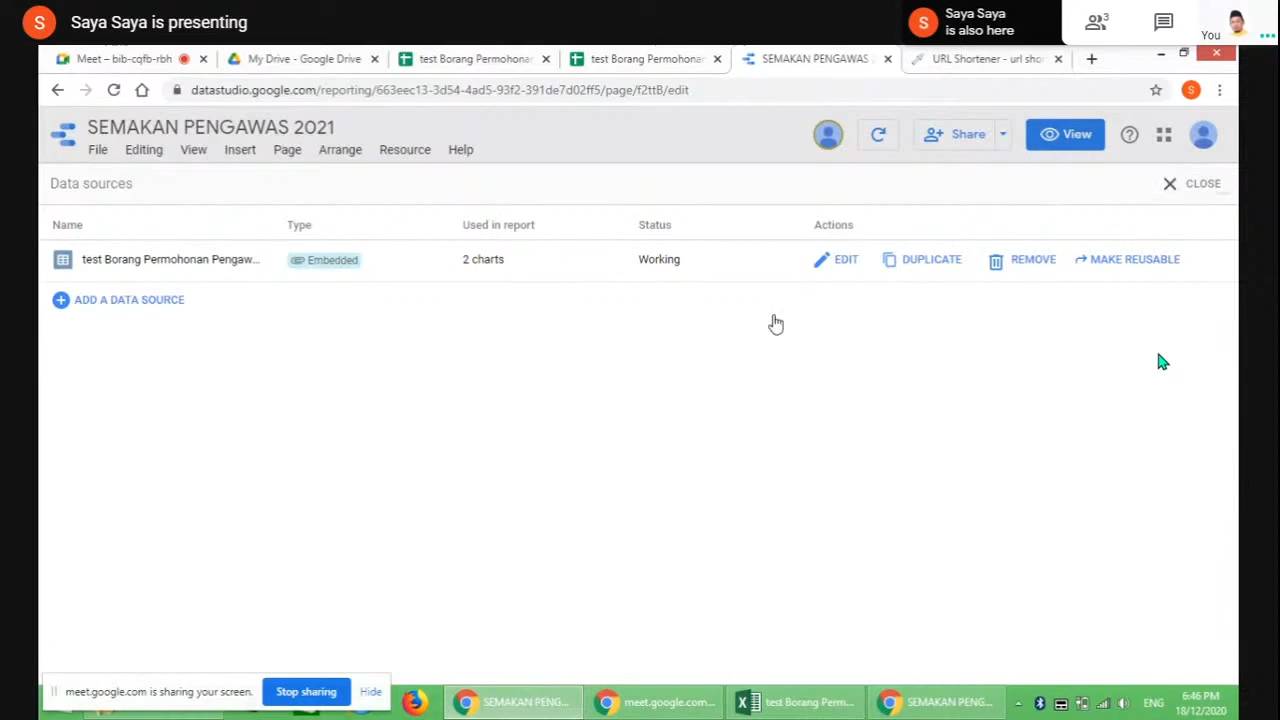 S Saya Saya is presenting
S Saya Saya is also here
3
You
Meet – bib-cqfb-rbh
My Drive - Google Drive
test Borang Permohonan
test Borang Permohonan
SEMAKAN PENGAWAS
URL Shortener - url shor
datastudio.google.com/reporting/663eec13-3d54-4ad5-93f2-391de7d02ff5/page/f2ttB/edit
S
SEMAKAN PENGAWAS 2021
Share
View
File Editing View Insert Page Arrange Resource Help
Data sources
CLOSE
Name Type Used in report Status Actions
test Borang Permohonan Pengaw... Embedded 2 charts Working EDIT DUPLICATE REMOVE MAKE REUSABLE
ADD A DATA SOURCE
meet.google.com is sharing your screen. Stop sharing Hide
SEMAKAN PENG...
meet.google.com...
test Borang Perm...
SEMAKAN PENG...
ENG
6:46 PM
18/12/2020